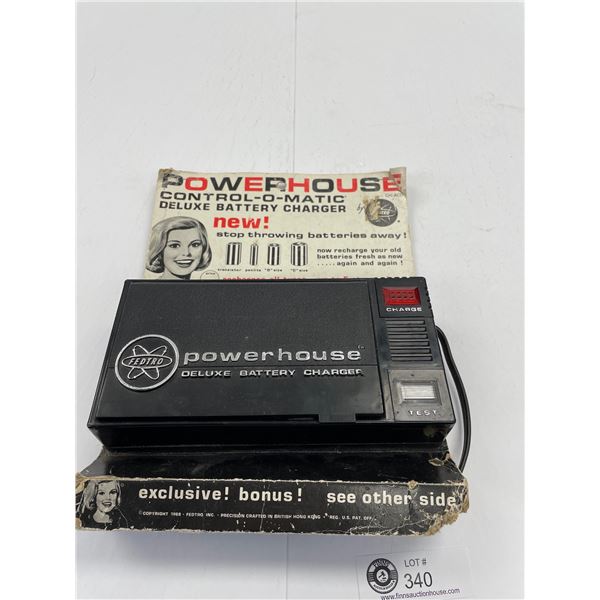 POWERHOUSE
CONTROL-O-MATIC
DELUXE BATTERY CHARGER
by FEDTRO
new!
stop throwing batteries away!
transistor penlite "D" size "C" size
now recharge your old
batteries fresh as new
..... again and again !
CHARGE
FEDTRO
powerhouse
DELUXE BATTERY CHARGER
TEST
exclusive! bonus! see other side
©COPYRIGHT 1968 - FEDTRO INC. - PRECISION CRAFTED IN BRITISH HONG KONG - REG. U.S. PAT. OFF.
LOT #
340
www.finnsauctionhouse.com